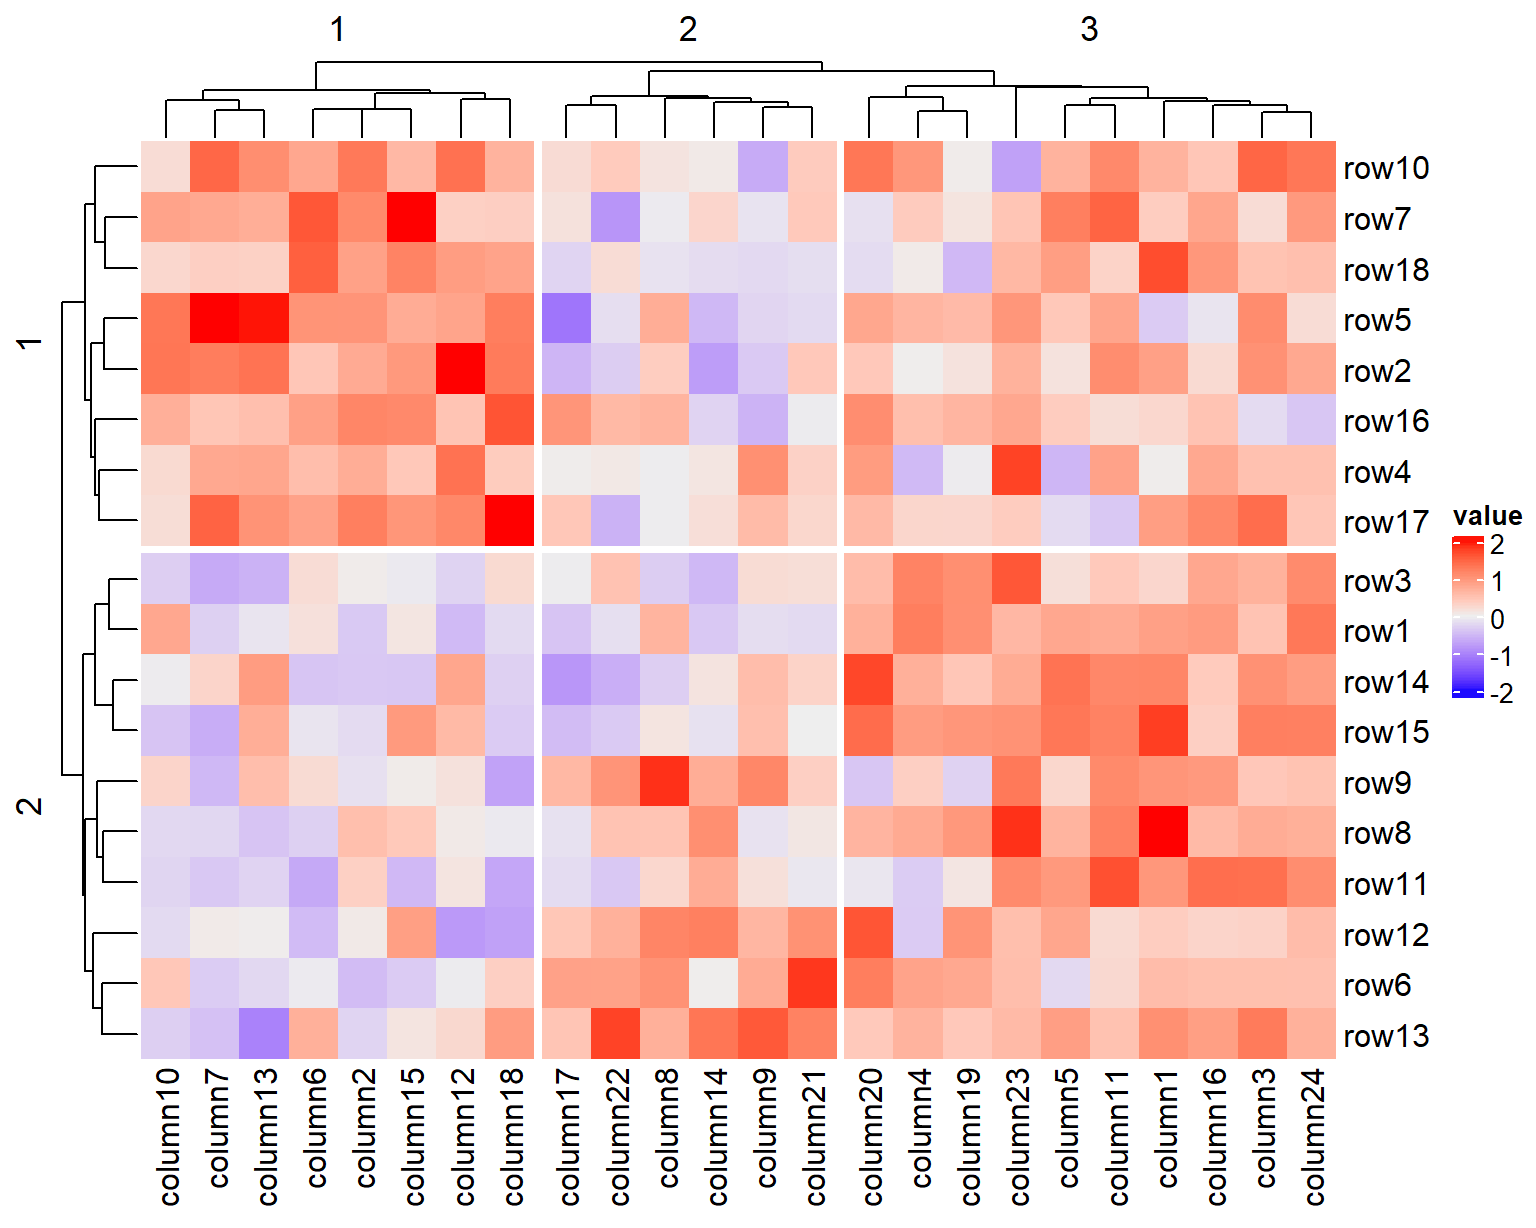 1 2 3
1
2
row10
row7
row18
row5
row2
row16
row4
row17
row3
row1
row14
row15
row9
row8
row11
row12
row6
row13
value
2
1
0
-1
-2
column10
column7
column13
column6
column2
column15
column12
column18
column17
column22
column8
column14
column9
column21
column20
column4
column19
column23
column5
column11
column1
column16
column3
column24